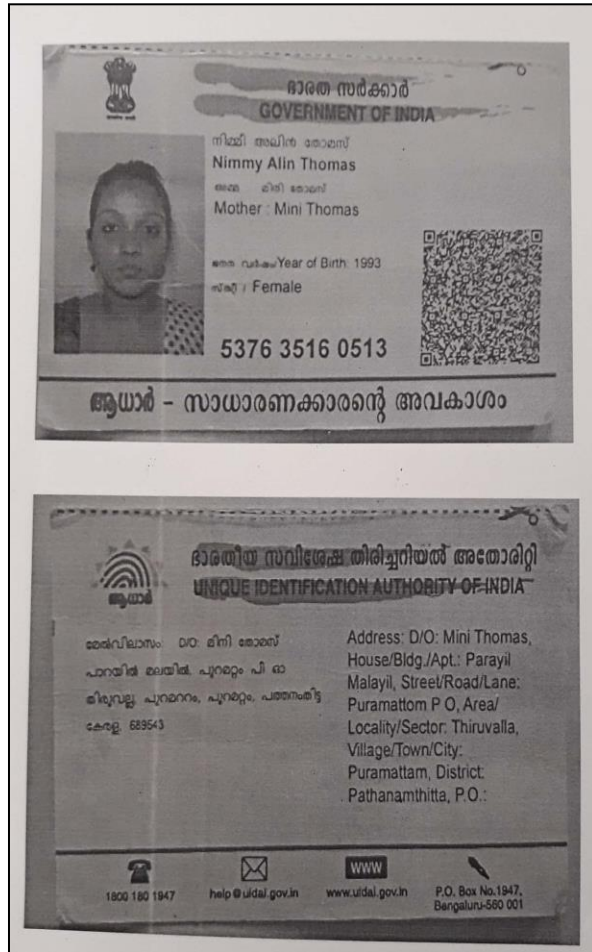 ഭാരത സർക്കാർ
GOVERNMENT OF INDIA
നിമ്മി അലിൻ തോമസ്
Nimmy Alin Thomas
അമ്മ മിനി തോമസ്
Mother : Mini Thomas
ജനന വർഷം/Year of Birth: 1993
സ്ത്രീ / Female
5376 3516 0513
ആധാർ – സാധാരണക്കാരന്റെ അവകാശം
ഭാരതീയ സവിശേഷ തിരിച്ചറിയൽ അതോരിറ്റി
UNIQUE IDENTIFICATION AUTHORITY OF INDIA
ആധാർ
മേൽവിലാസം: D/O: മിനി തോമസ്
പാറയിൽ മലയിൽ, പുറമറ്റം പി ഓ
തിരുവല്ല, പുറമററം, പുറമറ്റം, പത്തനംതിട്ട
കേരള, 689543
Address: D/O: Mini Thomas,
House/Bldg./Apt.: Parayil
Malayil, Street/Road/Lane:
Puramattom P O, Area/
Locality/Sector: Thiruvalla,
Village/Town/City:
Puramattam, District:
Pathanamthitta, P.O.:
1800 180 1947
help@uidai.gov.in
WWW
www.uidai.gov.in
P.O. Box No.1947,
Bengaluru-560 001